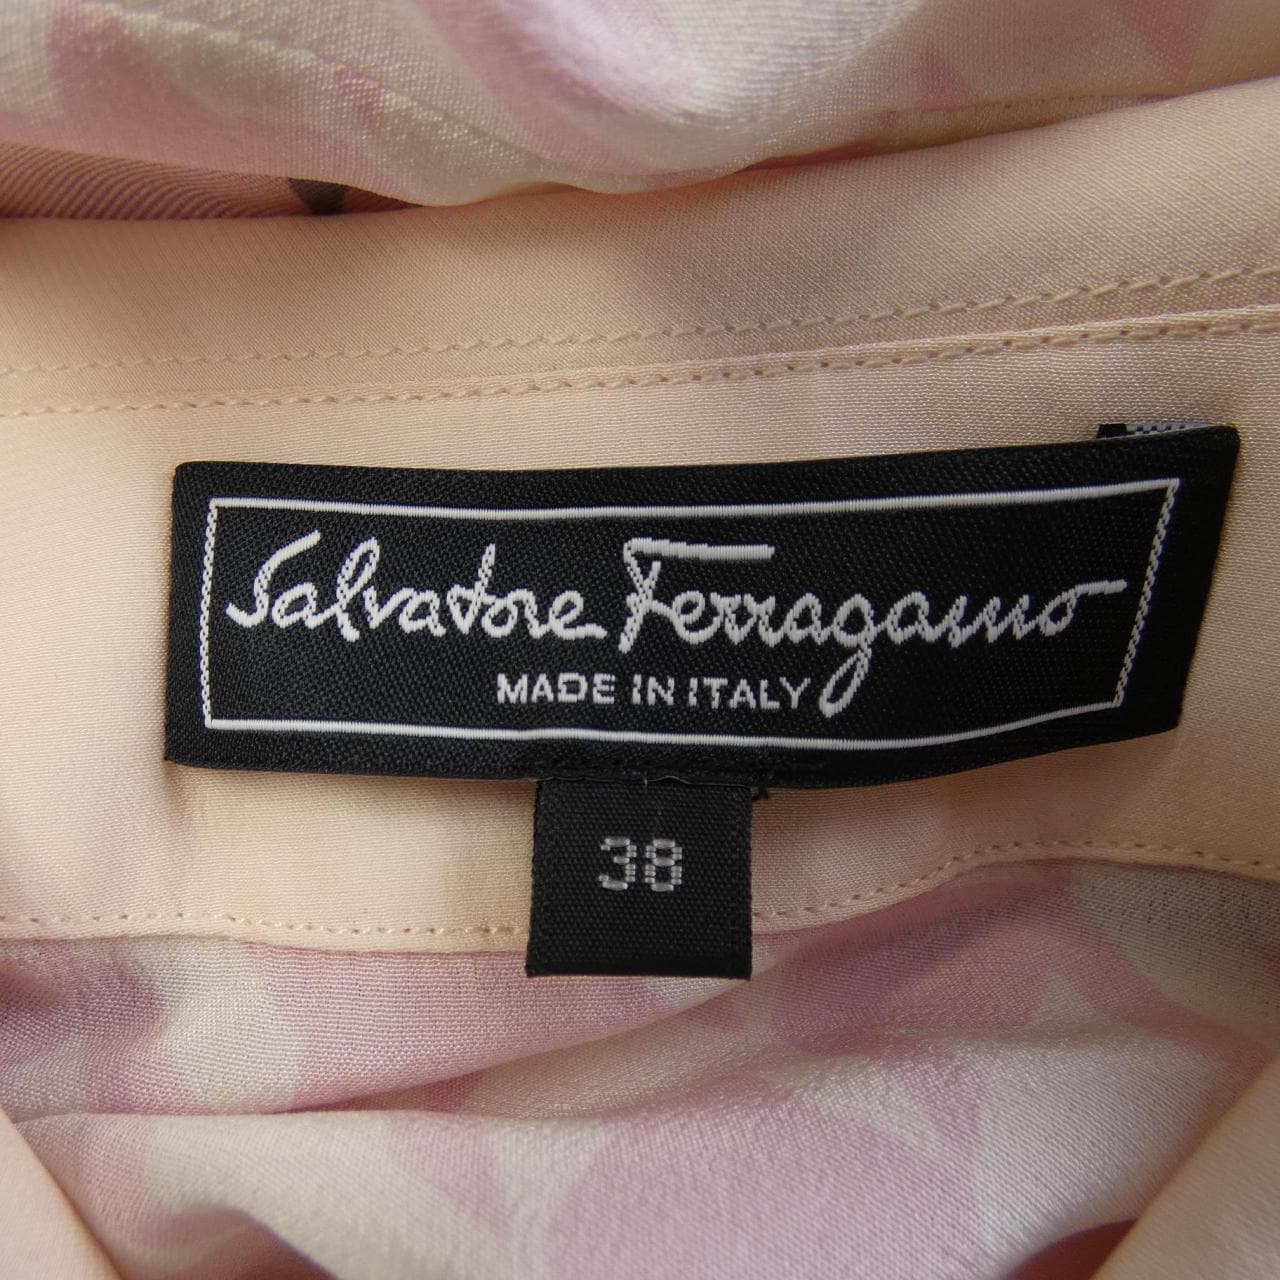 Salvatore Ferragamo
MADE IN ITALY
38